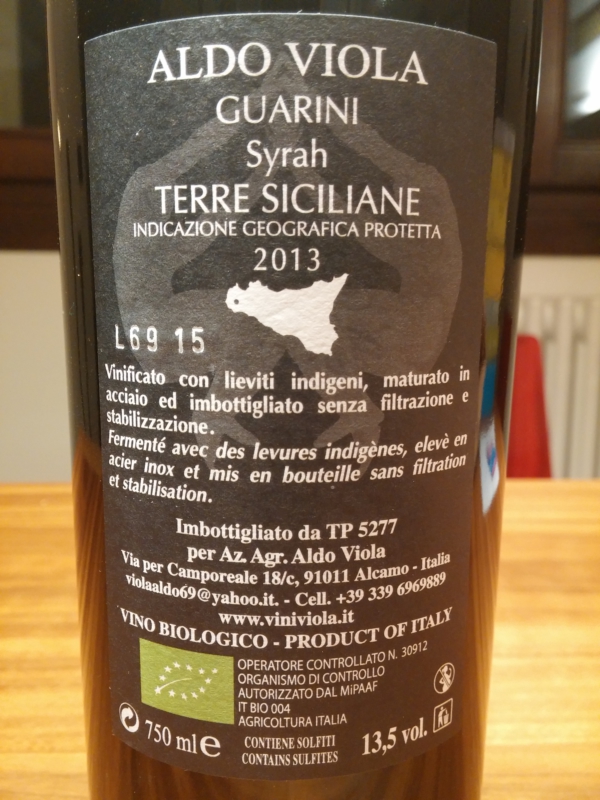 ALDO VIOLA
GUARINI
Syrah
TERRE SICILIANE
INDICAZIONE GEOGRAFICA PROTETTA
2013
L69 15
Vinificato con lieviti indigeni, maturato in
acciaio ed imbottigliato senza filtrazione e
stabilizzazione.
Fermenté avec des levures indigènes, elevè en
acier inox et mis en bouteille sans filtration
et stabilisation.
Imbottigliato da TP 5277
per Az. Agr. Aldo Viola
Via per Camporeale 18/c, 91011 Alcamo - Italia
violaaldo69@yahoo.it. - Cell. +39 339 6969889
www.viniviola.it
VINO BIOLOGICO - PRODUCT OF ITALY
OPERATORE CONTROLLATO N. 30912
ORGANISMO DI CONTROLLO
AUTORIZZATO DAL MiPAAF
IT BIO 004
AGRICOLTURA ITALIA
750 ml e
CONTIENE SOLFITI
CONTAINS SULFITES
13,5 vol.